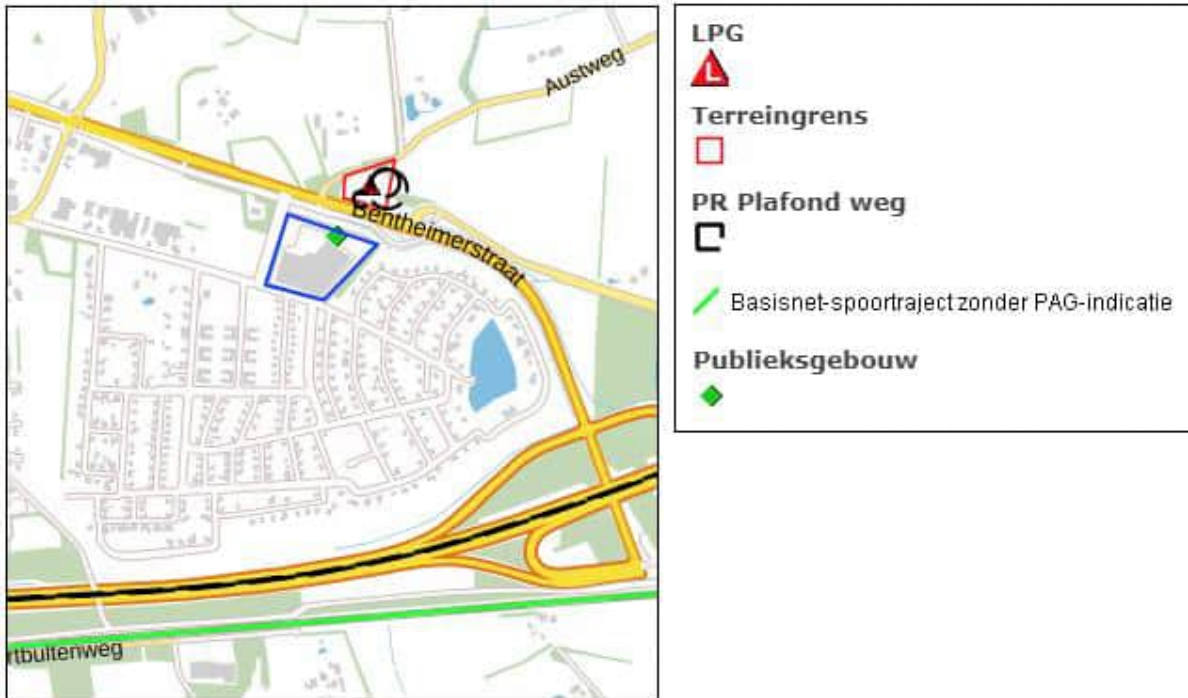 Austweg
Bentheimerstraat
rtbultenweg
LPG
L
Terreingrens
PR Plafond weg
Basisnet-spoortraject zonder PAG-indicatie
Publieksgebouw